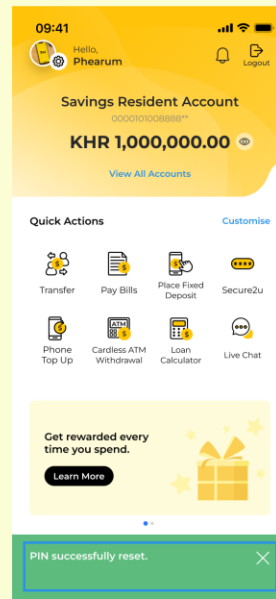 09:41
Hello,
Phearum
Logout
Savings Resident Account
0000101008888**
KHR 1,000,000.00
View All Accounts
Quick Actions
Customise
Transfer
Pay Bills
Place Fixed
Deposit
Secure2u
Phone
Top Up
ATM
Cardless ATM
Withdrawal
Loan
Calculator
Live Chat
Get rewarded every
time you spend.
Learn More
PIN successfully reset.